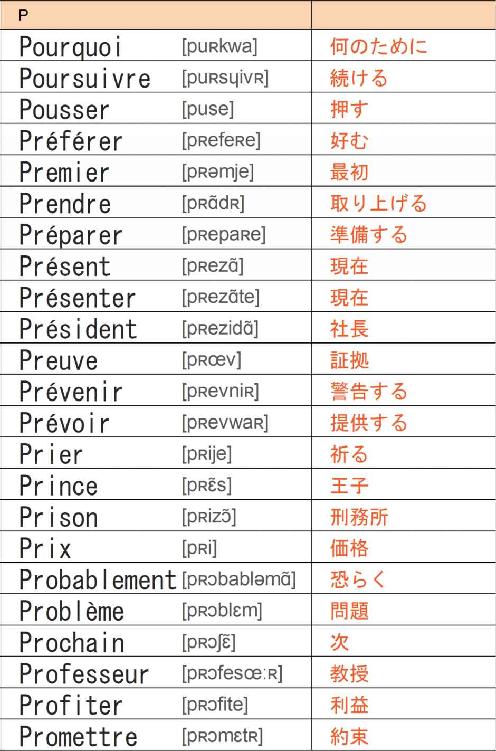 P
Pourquoi [puʀkwa] 何のために
Poursuivre [puʀsɥivʀ] 続ける
Pousser [puse] 押す
Préférer [pʀefeʀe] 好む
Premier [pʀəmje] 最初
Prendre [pʀɑ̃dʀ] 取り上げる
Préparer [pʀepaʀe] 準備する
Présent [pʀezɑ̃] 現在
Présenter [pʀezɑ̃te] 現在
Président [pʀezidɑ̃] 社長
Preuve [pʀœv] 証拠
Prévenir [pʀevniʀ] 警告する
Prévoir [pʀevwaʀ] 提供する
Prier [pʀije] 祈る
Prince [pʀɛ̃s] 王子
Prison [pʀizɔ̃] 刑務所
Prix [pʀi] 価格
Probablement [pʀɔbabləmɑ̃] 恐らく
Problème [pʀɔblɛm] 問題
Prochain [pʀɔʃɛ̃] 次
Professeur [pʀɔfesœːʀ] 教授
Profiter [pʀɔfite] 利益
Promettre [pʀɔmɛtʀ] 約束